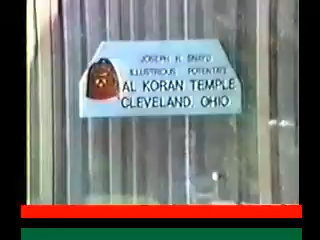 JOSEPH H.
ILLUSTRIOUS POTENTATE
AL KORAN TEMPLE
CLEVELAND, OHIO